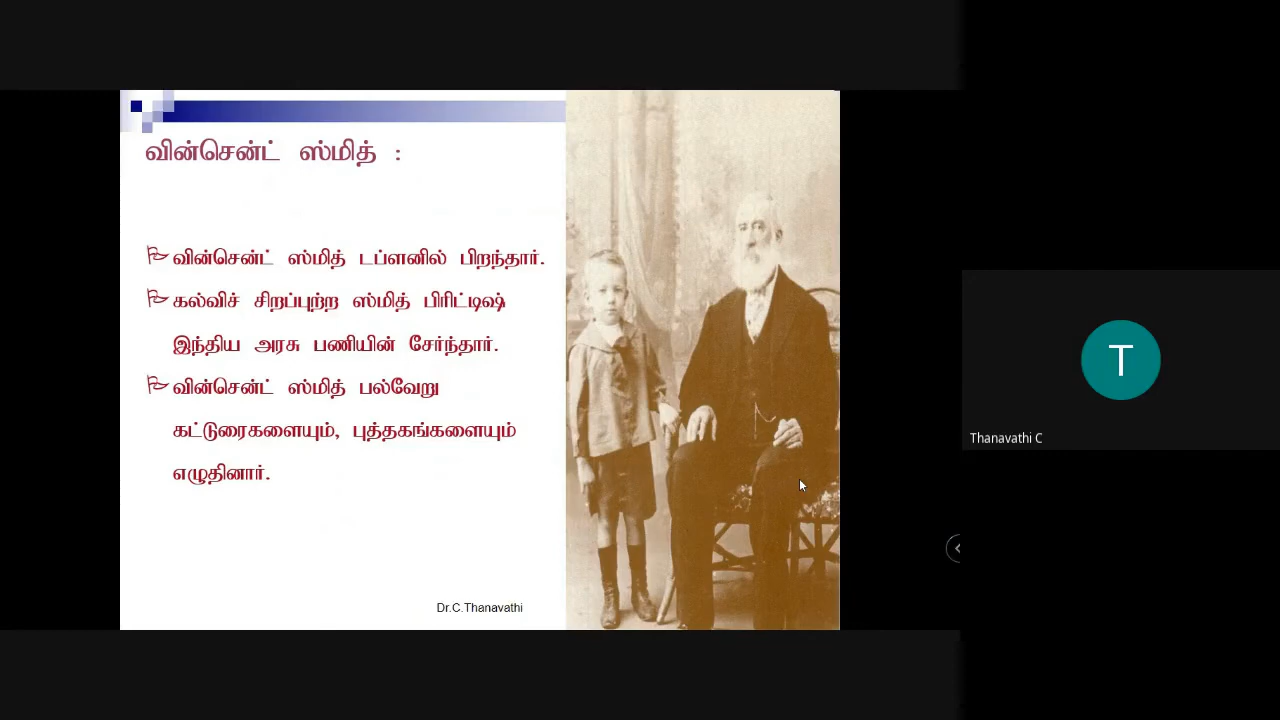 வின்சென்ட் ஸ்மித் :
வின்சென்ட் ஸ்மித் டப்ளனில் பிறந்தார்.
கல்விச் சிறப்புற்ற ஸ்மித் பிரிட்டிஷ்
இந்திய அரசு பணியின் சேர்ந்தார்.
வின்சென்ட் ஸ்மித் பல்வேறு
கட்டுரைகளையும், புத்தகங்களையும்
எழுதினார்.
Dr.C.Thanavathi
T
Thanavathi C